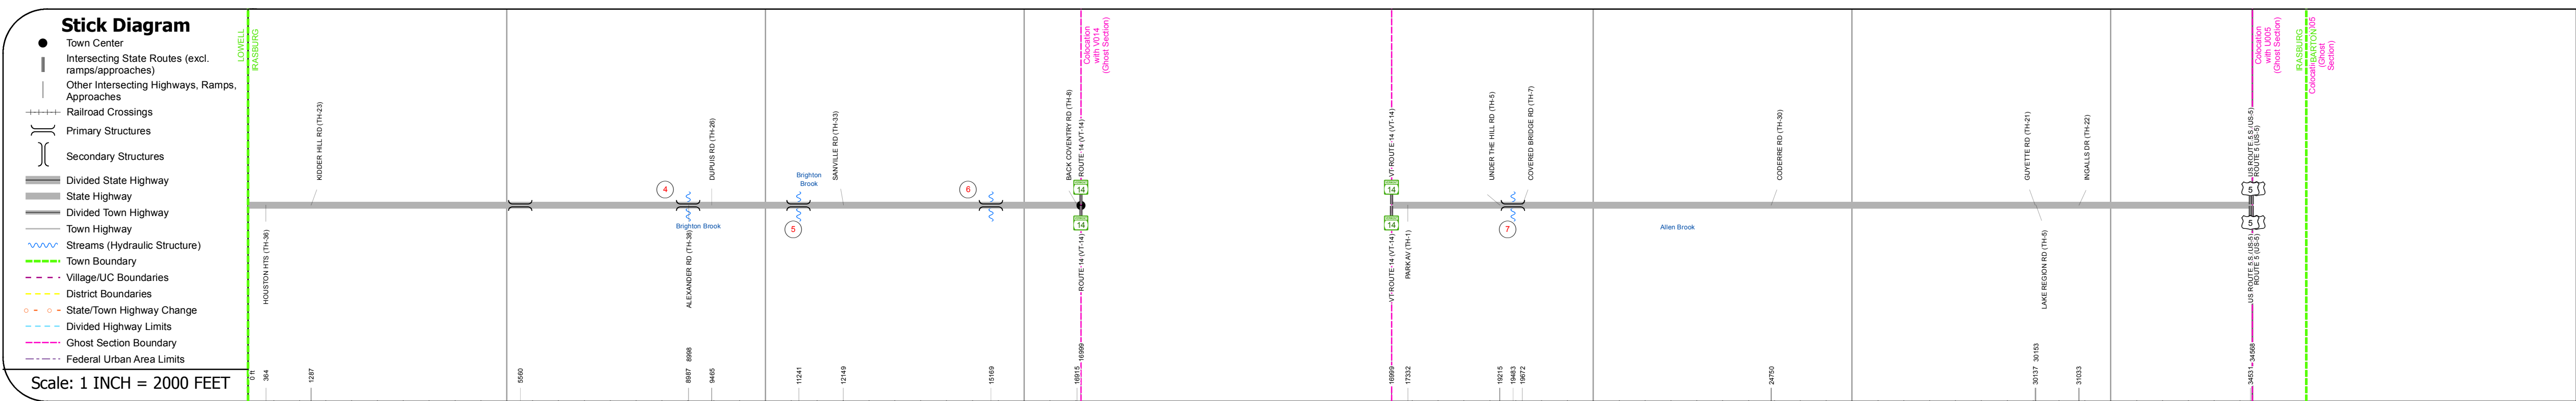 Stick Diagram
Town Center
Intersecting State Routes (excl.
ramps/approaches)
Other Intersecting Highways, Ramps,
Approaches
Railroad Crossings
Primary Structures
Secondary Structures
Divided State Highway
State Highway
Divided Town Highway
Town Highway
Streams (Hydraulic Structure)
Town Boundary
Village/UC Boundaries
District Boundaries
State/Town Highway Change
Divided Highway Limits
Ghost Section Boundary
Federal Urban Area Limits
Scale: 1 INCH = 2000 FEET
LOWELL
IRASBURG
HOUSTON HTS (TH-36)
KIDDER HILL RD (TH-23)
4
Brighton Brook
ALEXANDER RD (TH-38)
DUPUIS RD (TH-26)
Brighton
Brook
5
SANVILLE RD (TH-33)
6
BACK COVENTRY RD (TH-8)
ROUTE-14 (VT-14)
Colocation
with V014
(Ghost Section)
14
14
ROUTE-14 (VT-14)
VT-ROUTE-14 (VT-14)
14
14
VT-ROUTE-14 (VT-14)
PARK AV (TH-1)
UNDER THE HILL RD (TH-5)
COVERED BRIDGE RD (TH-7)
7
Allen Brook
CODERRE RD (TH-30)
GUYETTE RD (TH-21)
LAKE REGION RD (TH-5)
INGALLS DR (TH-22)
US ROUTE 5 S (US-5)
ROUTE 5 (US-5)
5
5
US ROUTE 5 S (US-5)
ROUTE 5 (US-5)
Colocation
with U005
(Ghost Section)
IRASBURG
BARTON
(Ghost
Section)
0 ft
364
1287
5560
8987
8998
9465
11241
12149
15169
16915
16999
16999
17332
19215
19483
19672
24750
30137
30153
31033
34531
34568